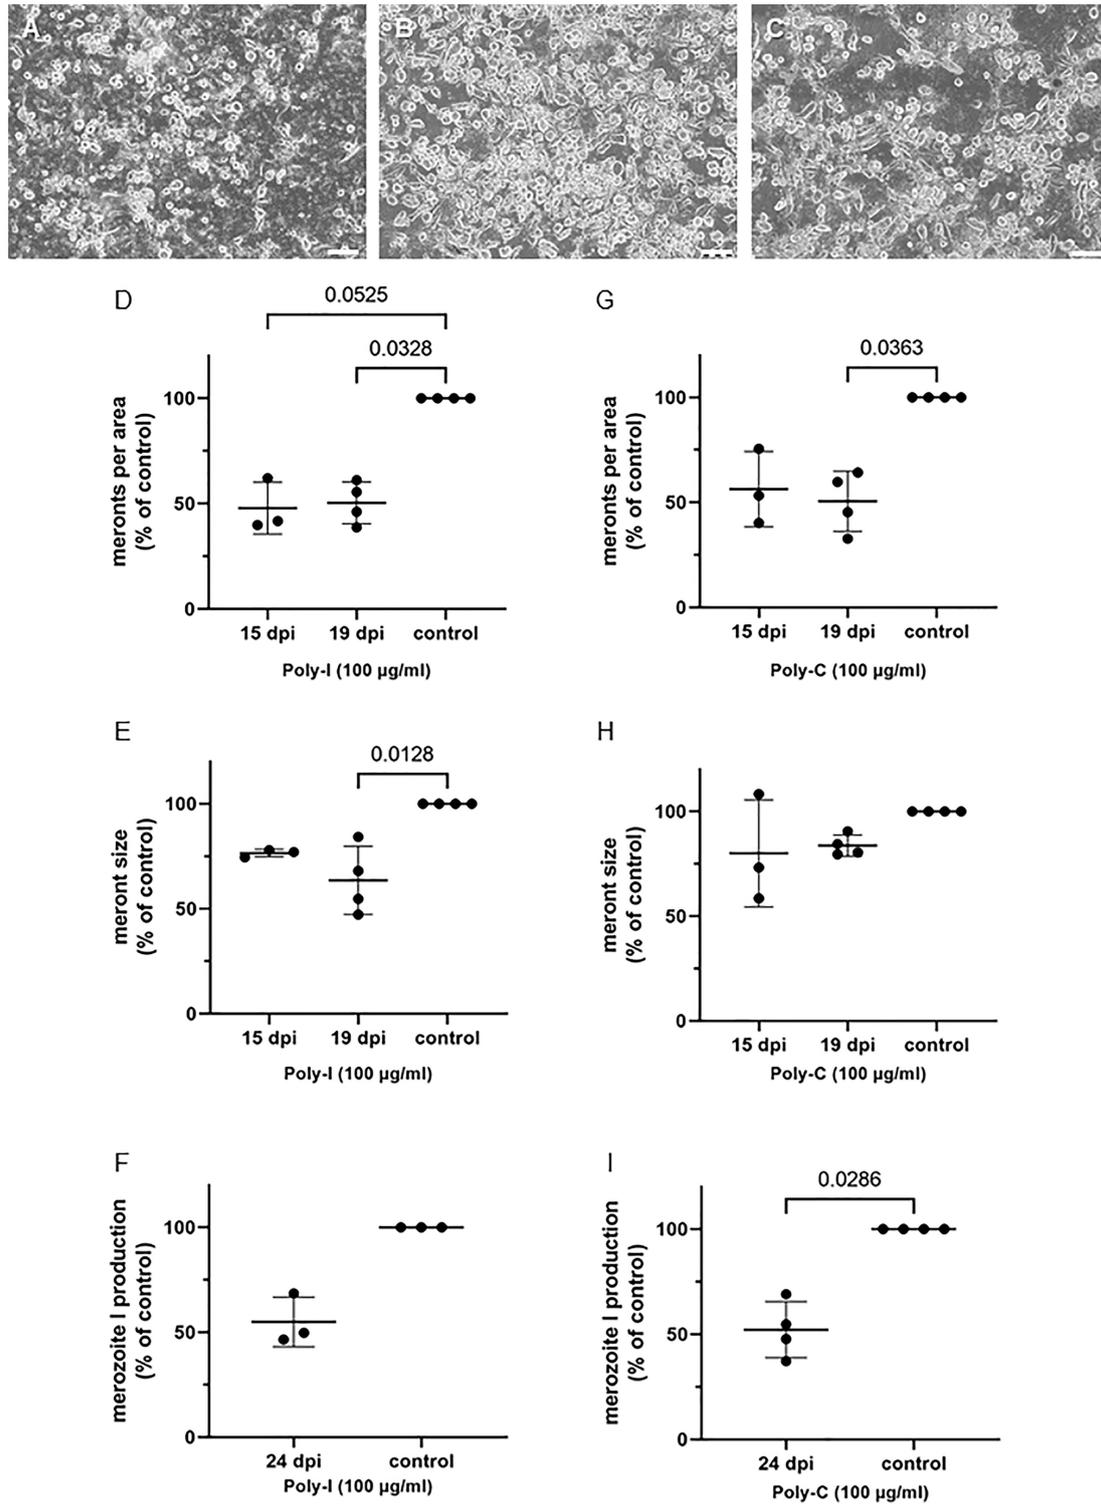 A
B
C
D
0.0525
0.0328
meronts per area
(% of control)
100
50
0
15 dpi
19 dpi
control
Poly-I (100 µg/ml)
G
0.0363
meronts per area
(% of control)
100
50
0
15 dpi
19 dpi
control
Poly-C (100 µg/ml)
E
0.0128
meront size
(% of control)
100
50
0
15 dpi
19 dpi
control
Poly-I (100 µg/ml)
H
meront size
(% of control)
100
50
0
15 dpi
19 dpi
control
Poly-C (100 µg/ml)
F
merozoite I production
(% of control)
100
50
0
24 dpi
control
Poly-I (100 µg/ml)
I
0.0286
merozoite I production
(% of control)
100
50
0
24 dpi
control
Poly-C (100 µg/ml)